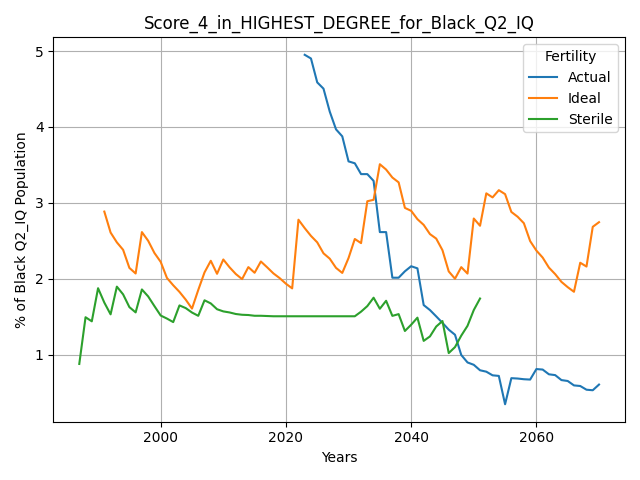 Score_4_in_HIGHEST_DEGREE_for_Black_Q2_IQ
Fertility
Actual
Ideal
Sterile
% of Black Q2_IQ Population
5
4
3
2
1
2000 2020 2040 2060
Years